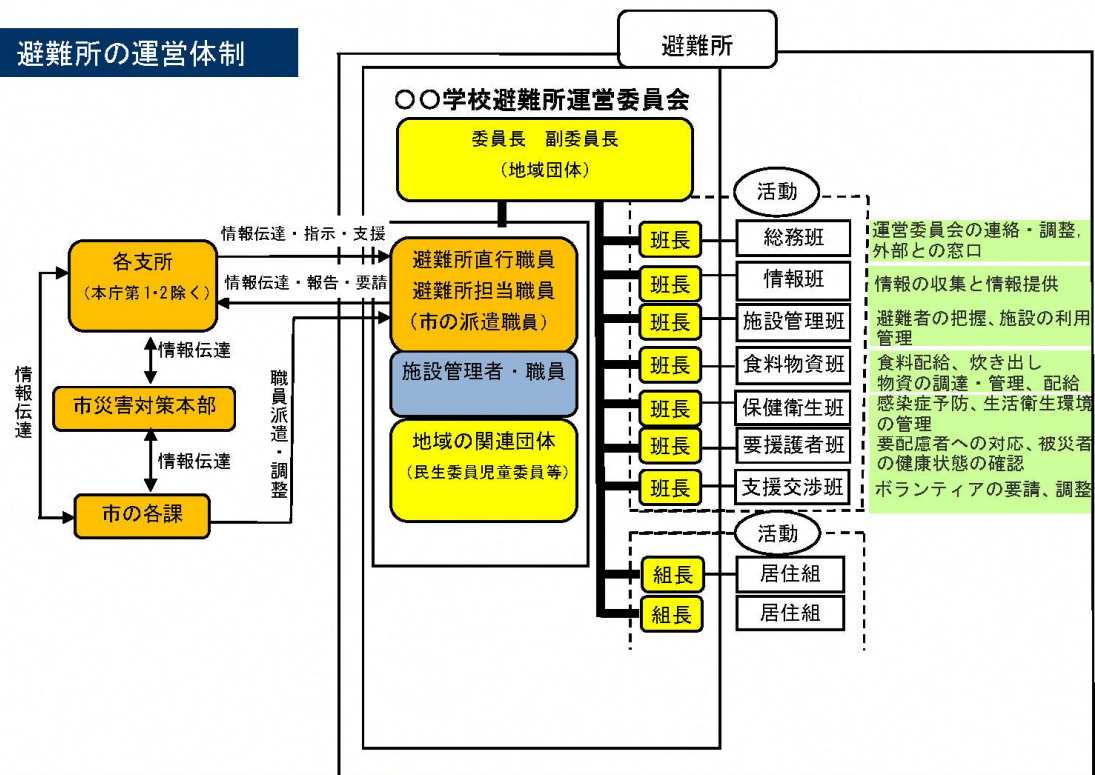 避難所の運営体制
避難所
○○学校避難所運営委員会
委員長 副委員長
(地域団体)
活動
情報伝達・指示・支援
情報伝達・報告・要請
各支所
(本庁第1・2除く)
避難所直行職員
避難所担当職員
(市の派遣職員)
施設管理者・職員
地域の関連団体
(民生委員児童委員等)
情報伝達
市災害対策本部
情報伝達
市の各課
情報伝達
職員派遣・調整
班長
総務班
運営委員会の連絡・調整,
外部との窓口
班長
情報班
情報の収集と情報提供
班長
施設管理班
避難者の把握、施設の利用
管理
班長
食料物資班
食料配給、炊き出し
物資の調達・管理、配給
班長
保健衛生班
感染症予防、生活衛生環境
の管理
班長
要援護者班
要配慮者への対応、被災者
の健康状態の確認
班長
支援交渉班
ボランティアの要請、調整
活動
組長
居住組
組長
居住組